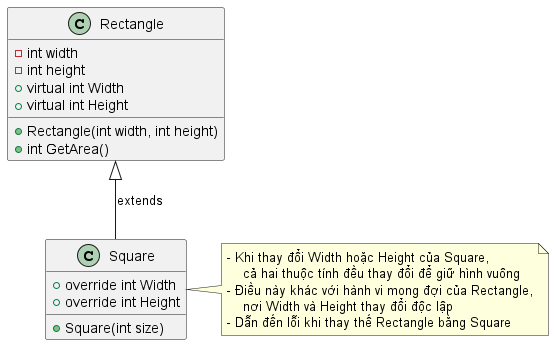 C Rectangle
int width
int height
virtual int Width
virtual int Height
Rectangle(int width, int height)
int GetArea()
extends
C Square
override int Width
override int Height
Square(int size)
- Khi thay đổi Width hoặc Height của Square,
cả hai thuộc tính đều thay đổi để giữ hình vuông
- Điều này khác với hành vi mong đợi của Rectangle,
nơi Width và Height thay đổi độc lập
- Dẫn đến lỗi khi thay thế Rectangle bằng Square